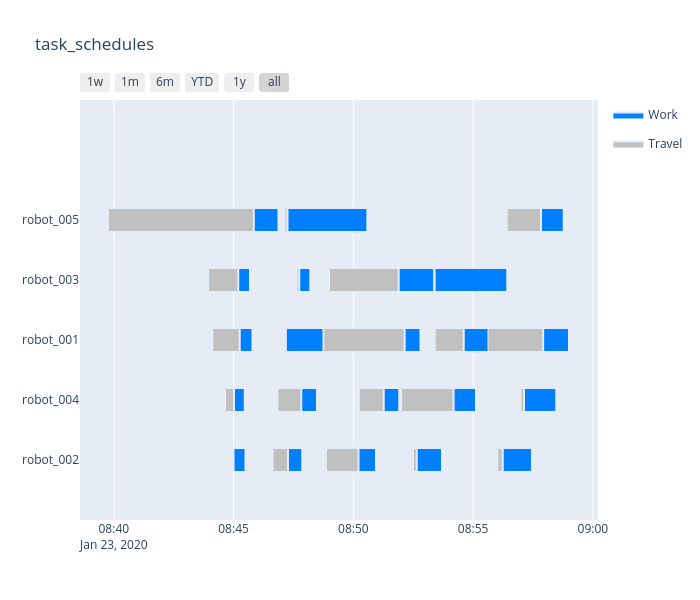 task_schedules
1w 1m 6m YTD 1y all
Work
Travel
robot_005
robot_003
robot_001
robot_004
robot_002
08:40 08:45 08:50 08:55 09:00
Jan 23, 2020